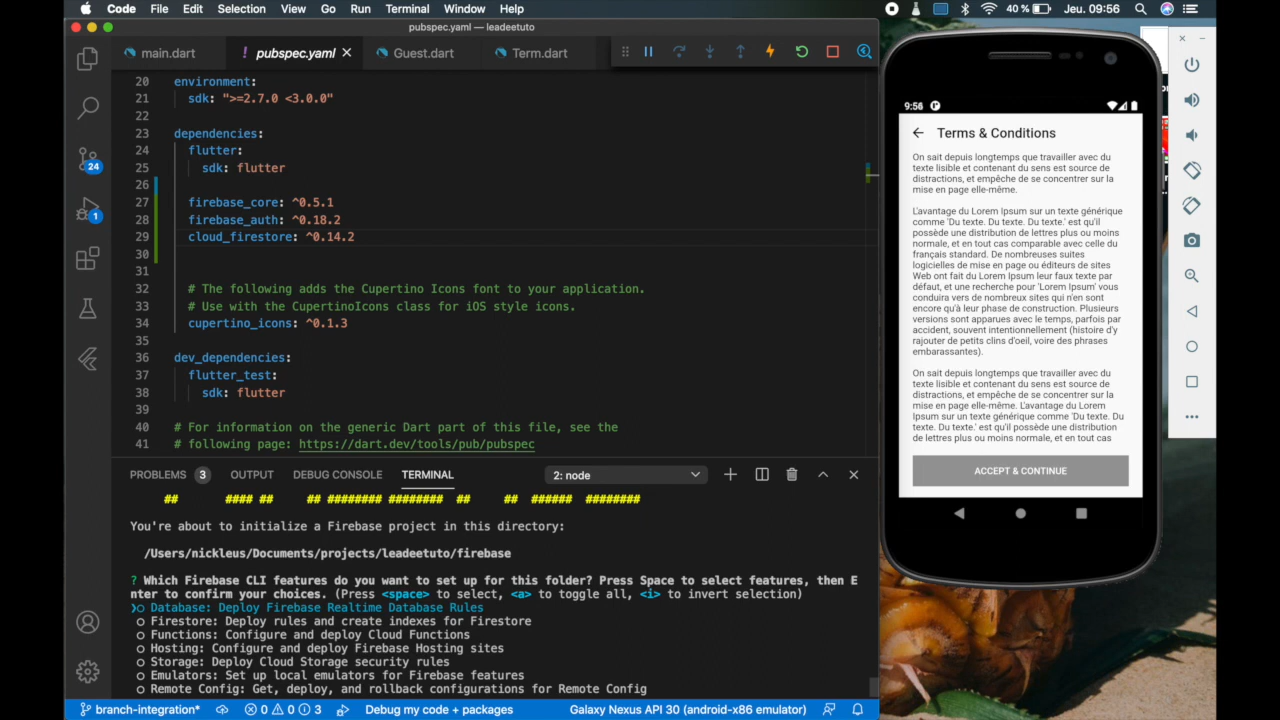 Code File Edit Selection View Go Run Terminal Window Help 40 % Jeu. 09:56
pubspec.yaml — leadeetuto
main.dart ! pubspec.yaml Guest.dart Term.dart
20 environment:
21 sdk: ">=2.7.0 <3.0.0"
22
23 dependencies:
24 flutter:
25 sdk: flutter
26
27 firebase_core: ^0.5.1
28 firebase_auth: ^0.18.2
29 cloud_firestore: ^0.14.2
30
31
32 # The following adds the Cupertino Icons font to your application.
33 # Use with the CupertinoIcons class for iOS style icons.
34 cupertino_icons: ^0.1.3
35
36 dev_dependencies:
37 flutter_test:
38 sdk: flutter
39
40 # For information on the generic Dart part of this file, see the
41 # following page: https://dart.dev/tools/pub/pubspec
24
1
PROBLEMS 3 OUTPUT DEBUG CONSOLE TERMINAL 2: node
## #### ## ## ######## ######## ## ## ###### ########
You're about to initialize a Firebase project in this directory:
/Users/nickleus/Documents/projects/leadeetuto/firebase
? Which Firebase CLI features do you want to set up for this folder? Press Space to select features, then E
nter to confirm your choices. (Press <space> to select, <a> to toggle all, <i> to invert selection)
❯◯ Database: Deploy Firebase Realtime Database Rules
◯ Firestore: Deploy rules and create indexes for Firestore
◯ Functions: Configure and deploy Cloud Functions
◯ Hosting: Configure and deploy Firebase Hosting sites
◯ Storage: Deploy Cloud Storage security rules
◯ Emulators: Set up local emulators for Firebase features
◯ Remote Config: Get, deploy, and rollback configurations for Remote Config
branch-integration* 0 0 3 Debug my code + packages Galaxy Nexus API 30 (android-x86 emulator)
9:56
Terms & Conditions
On sait depuis longtemps que travailler avec du
texte lisible et contenant du sens est source de
distractions, et empêche de se concentrer sur la
mise en page elle-même.
L'avantage du Lorem Ipsum sur un texte générique
comme 'Du texte. Du texte. Du texte.' est qu'il
possède une distribution de lettres plus ou moins
normale, et en tout cas comparable avec celle du
français standard. De nombreuses suites
logicielles de mise en page ou éditeurs de sites
Web ont fait du Lorem Ipsum leur faux texte par
défaut, et une recherche pour 'Lorem Ipsum' vous
conduira vers de nombreux sites qui n'en sont
encore qu'à leur phase de construction. Plusieurs
versions sont apparues avec le temps, parfois par
accident, souvent intentionnellement (histoire d'y
rajouter de petits clins d'oeil, voire des phrases
embarassantes).
On sait depuis longtemps que travailler avec du
texte lisible et contenant du sens est source de
distractions, et empêche de se concentrer sur la
mise en page elle-même. L'avantage du Lorem
Ipsum sur un texte générique comme 'Du texte. Du
texte. Du texte.' est qu'il possède une distribution
de lettres plus ou moins normale, et en tout cas
ACCEPT & CONTINUE